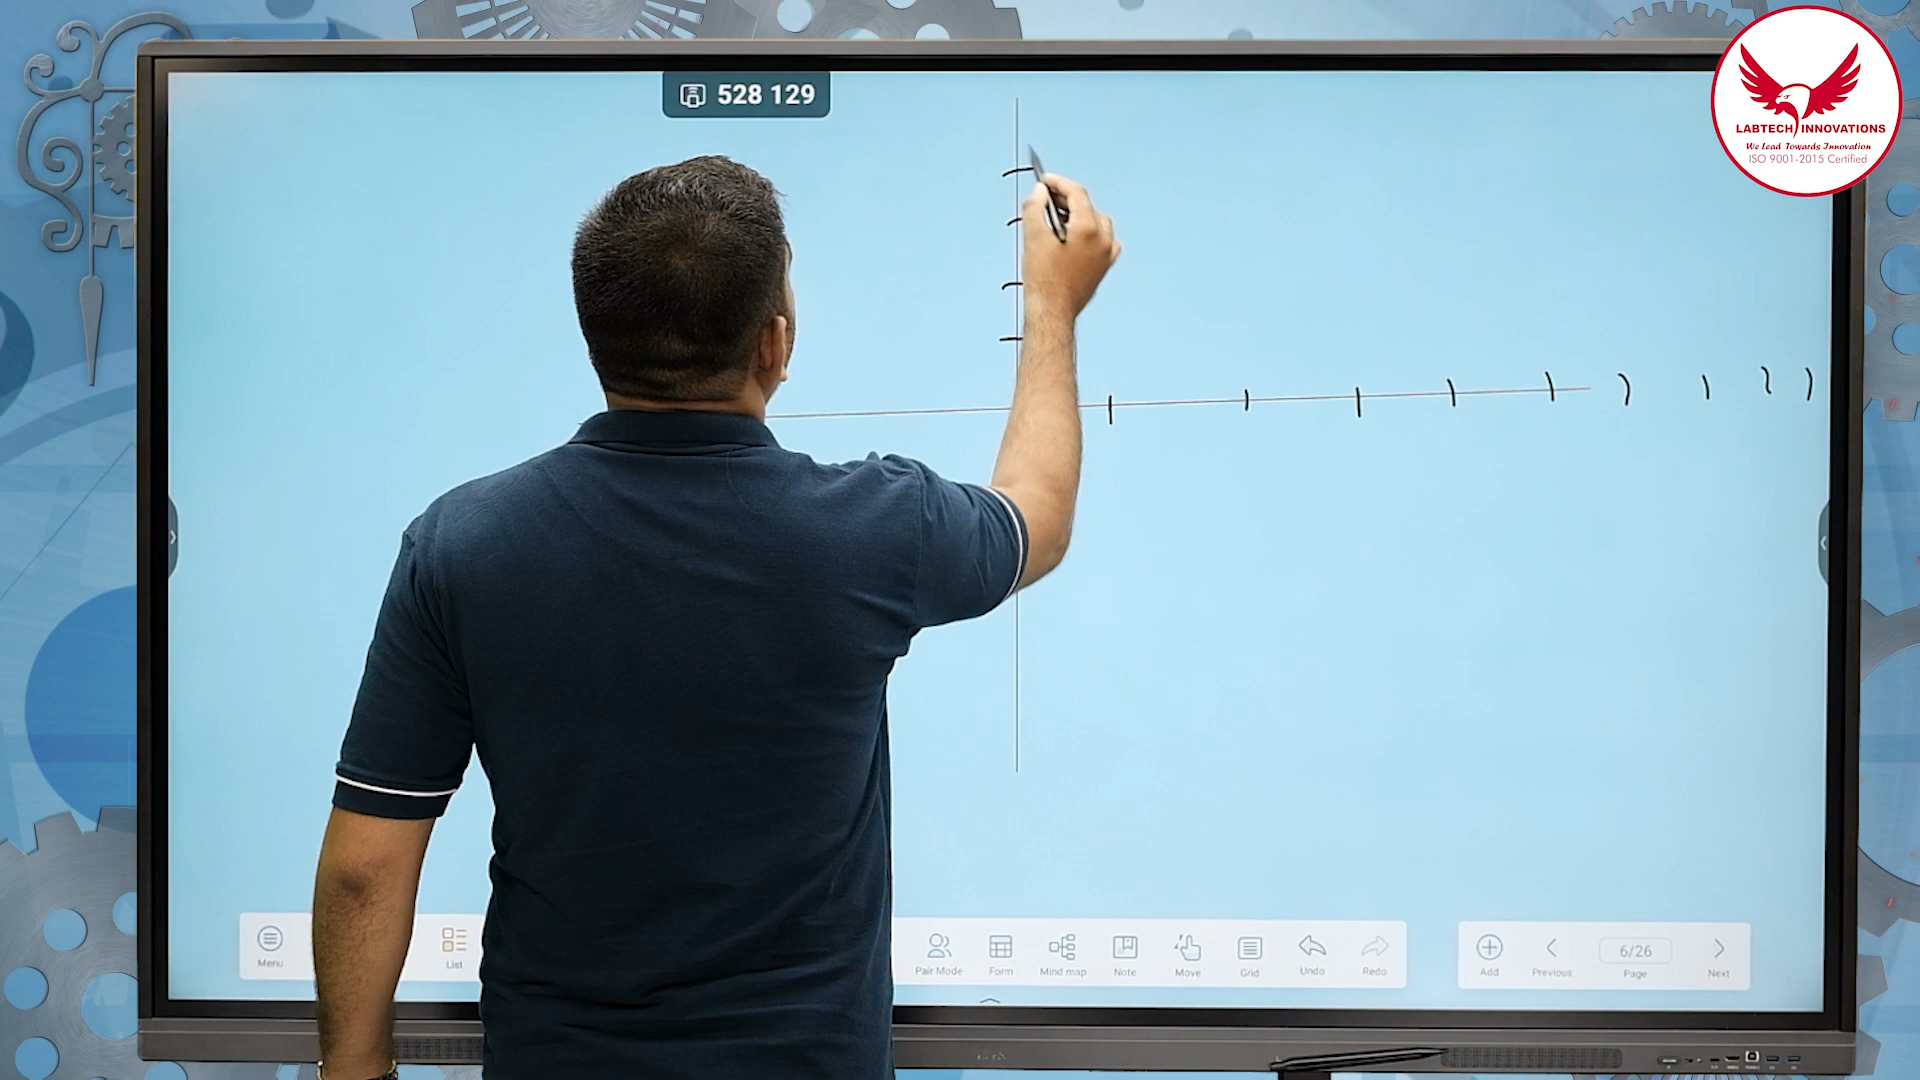 528 129
LABTECH INNOVATIONS
We Lead Towards Innovation
ISO 9001-2015 Certified
Menu
List
Pair Mode
Form
Mind map
Note
Move
Grid
Undo
Redo
Add
Previous
6/26
Page
Next